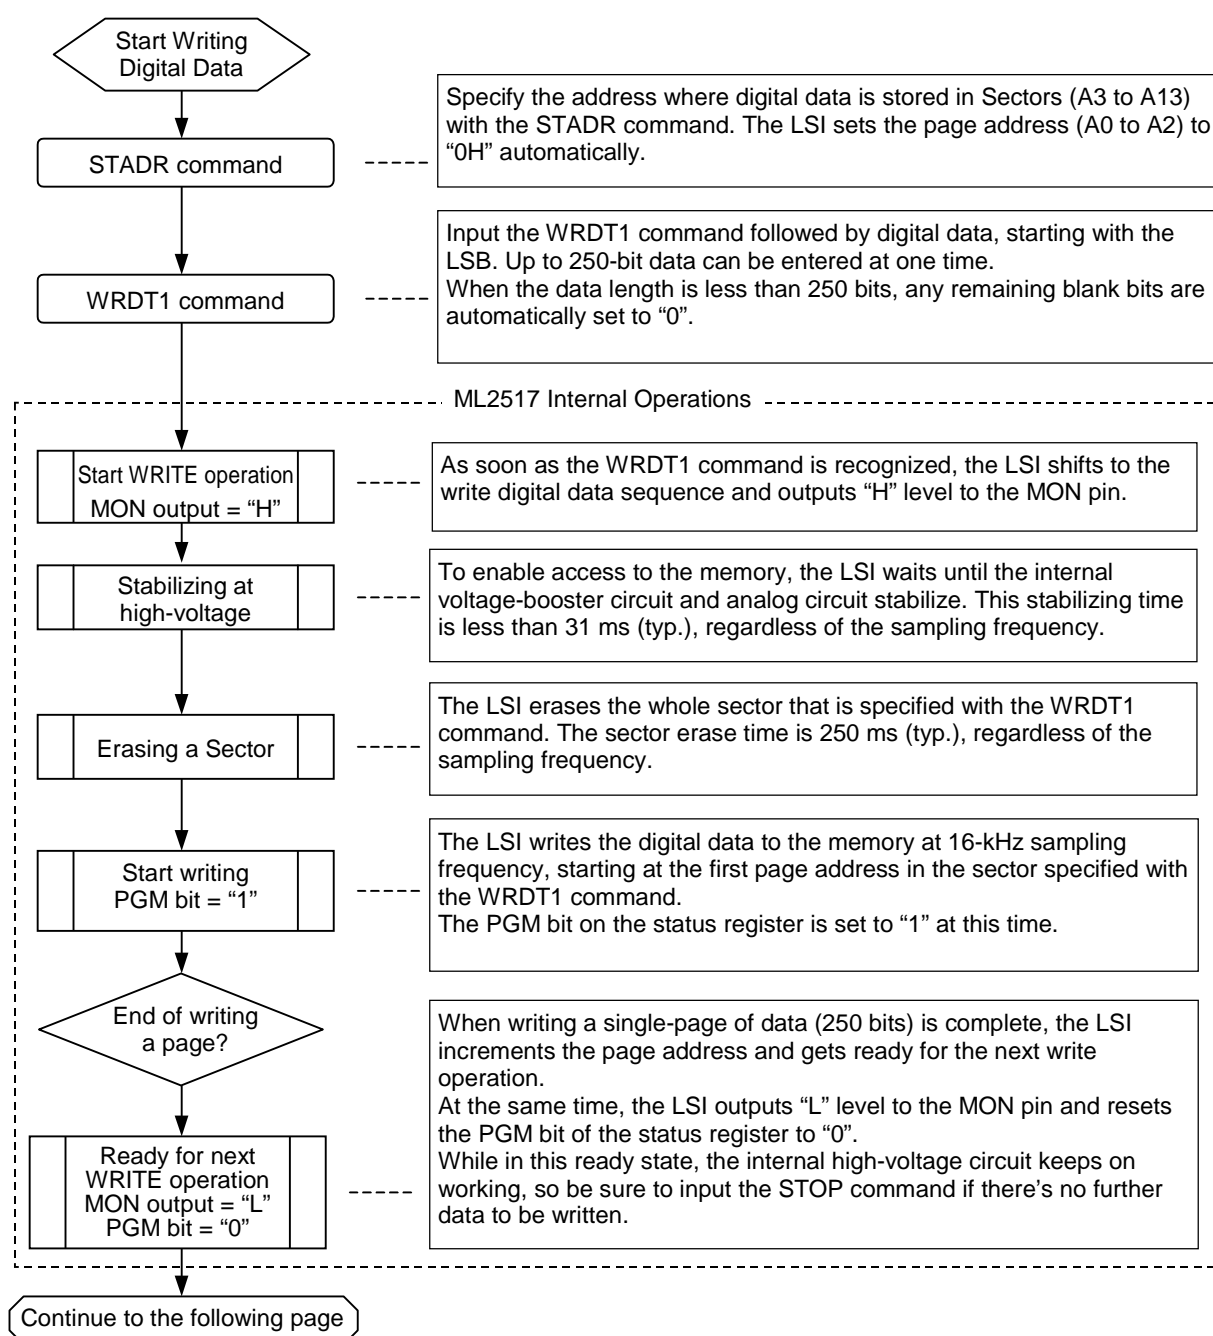 Start Writing
Digital Data
Specify the address where digital data is stored in Sectors (A3 to A13)
with the STADR command. The LSI sets the page address (A0 to A2) to
“0H” automatically.
STADR command
Input the WRDT1 command followed by digital data, starting with the
LSB. Up to 250-bit data can be entered at one time.
When the data length is less than 250 bits, any remaining blank bits are
automatically set to “0”.
WRDT1 command
ML2517 Internal Operations
Start WRITE operation
MON output = “H”
As soon as the WRDT1 command is recognized, the LSI shifts to the
write digital data sequence and outputs “H” level to the MON pin.
Stabilizing at
high-voltage
To enable access to the memory, the LSI waits until the internal
voltage-booster circuit and analog circuit stabilize. This stabilizing time
is less than 31 ms (typ.), regardless of the sampling frequency.
Erasing a Sector
The LSI erases the whole sector that is specified with the WRDT1
command. The sector erase time is 250 ms (typ.), regardless of the
sampling frequency.
Start writing
PGM bit = “1”
The LSI writes the digital data to the memory at 16-kHz sampling
frequency, starting at the first page address in the sector specified with
the WRDT1 command.
The PGM bit on the status register is set to “1” at this time.
End of writing
a page?
When writing a single-page of data (250 bits) is complete, the LSI
increments the page address and gets ready for the next write
operation.
At the same time, the LSI outputs “L” level to the MON pin and resets
the PGM bit of the status register to “0”.
While in this ready state, the internal high-voltage circuit keeps on
working, so be sure to input the STOP command if there’s no further
data to be written.
Ready for next
WRITE operation
MON output = “L”
PGM bit = “0”
Continue to the following page